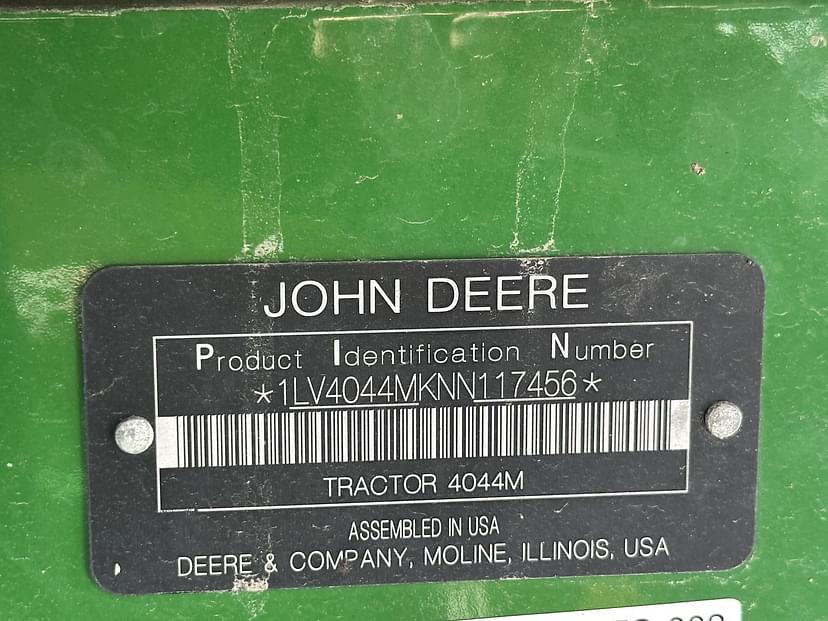 JOHN DEERE
Product Identification Number
*1LV4044MKNN117456*
TRACTOR 4044M
ASSEMBLED IN USA
DEERE & COMPANY, MOLINE, ILLINOIS, USA